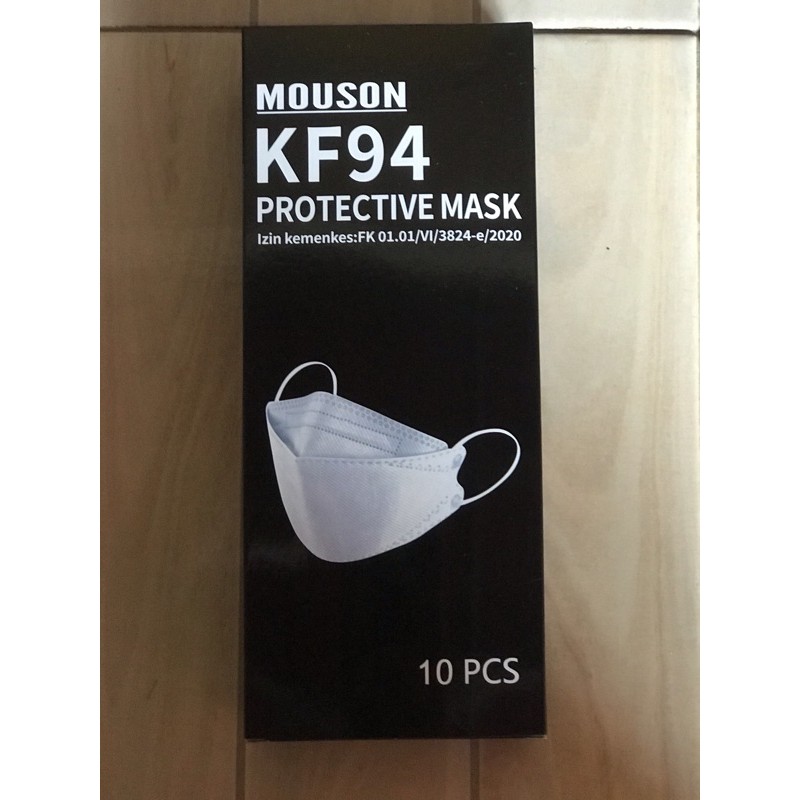 MOUSON
KF94
PROTECTIVE MASK
Izin kemenkes:FK 01.01/VI/3824-e/2020
10 PCS